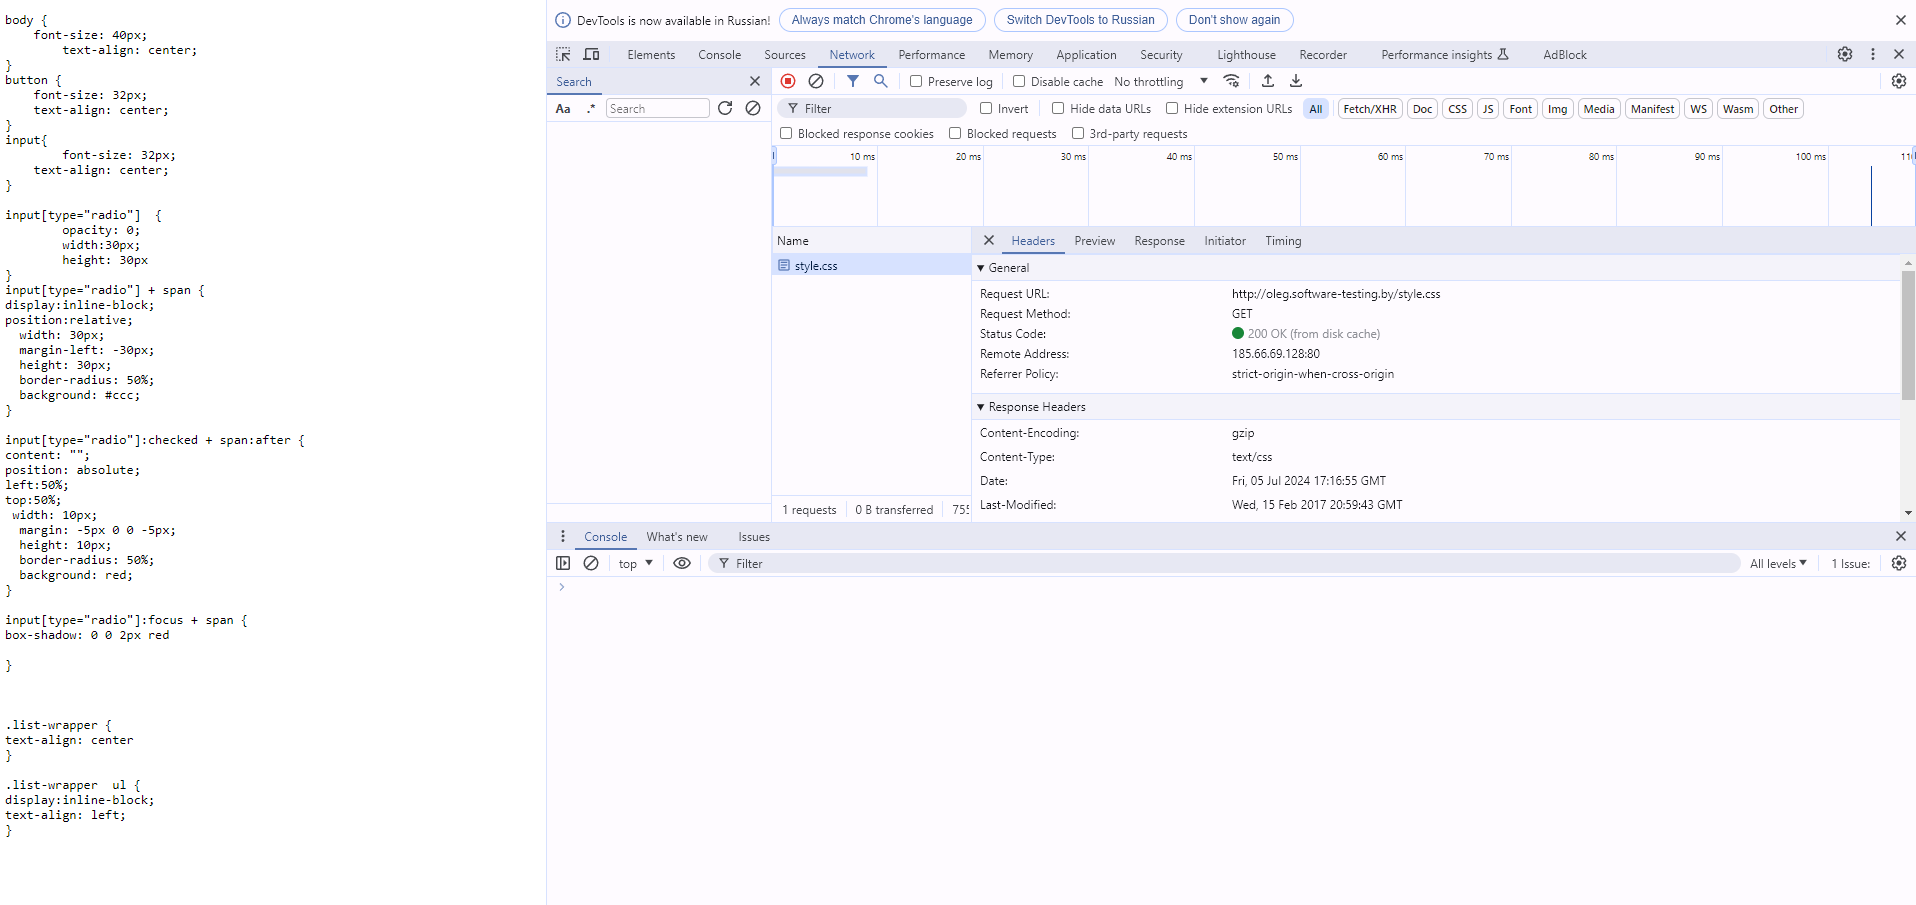 body {
    font-size: 40px;
        text-align: center;
}
button {
    font-size: 32px;
    text-align: center;
}
input{
        font-size: 32px;
    text-align: center;
}
input[type="radio"]  {
        opacity: 0;
        width:30px;
        height: 30px
}
input[type="radio"] + span {
display:inline-block;
position:relative;
  width: 30px;
  margin-left: -30px;
  height: 30px;
  border-radius: 50%;
  background: #ccc;
}
input[type="radio"]:checked + span:after {
content: "";
position: absolute;
left:50%;
top:50%;
 width: 10px;
  margin: -5px 0 0 -5px;
  height: 10px;
  border-radius: 50%;
  background: red;
}
input[type="radio"]:focus + span {
box-shadow: 0 0 2px red
}
.list-wrapper {
text-align: center
}
.list-wrapper  ul {
display:inline-block;
text-align: left;
}
DevTools is now available in Russian! Always match Chrome's language Switch DevTools to Russian Don't show again
Elements Console Sources Network Performance Memory Application Security Lighthouse Recorder Performance insights AdBlock
Search
Aa .* Search
Preserve log Disable cache No throttling
Filter Invert Hide data URLs Hide extension URLs All Fetch/XHR Doc CSS JS Font Img Media Manifest WS Wasm Other
Blocked response cookies Blocked requests 3rd-party requests
10 ms 20 ms 30 ms 40 ms 50 ms 60 ms 70 ms 80 ms 90 ms 100 ms
Name
style.css
1 requests 0 B transferred 755
Headers Preview Response Initiator Timing
General
Request URL: http://oleg.software-testing.by/style.css
Request Method: GET
Status Code: 200 OK (from disk cache)
Remote Address: 185.66.69.128:80
Referrer Policy: strict-origin-when-cross-origin
Response Headers
Content-Encoding: gzip
Content-Type: text/css
Date: Fri, 05 Jul 2024 17:16:55 GMT
Last-Modified: Wed, 15 Feb 2017 20:59:43 GMT
Console What's new Issues
top Filter All levels 1 Issue: